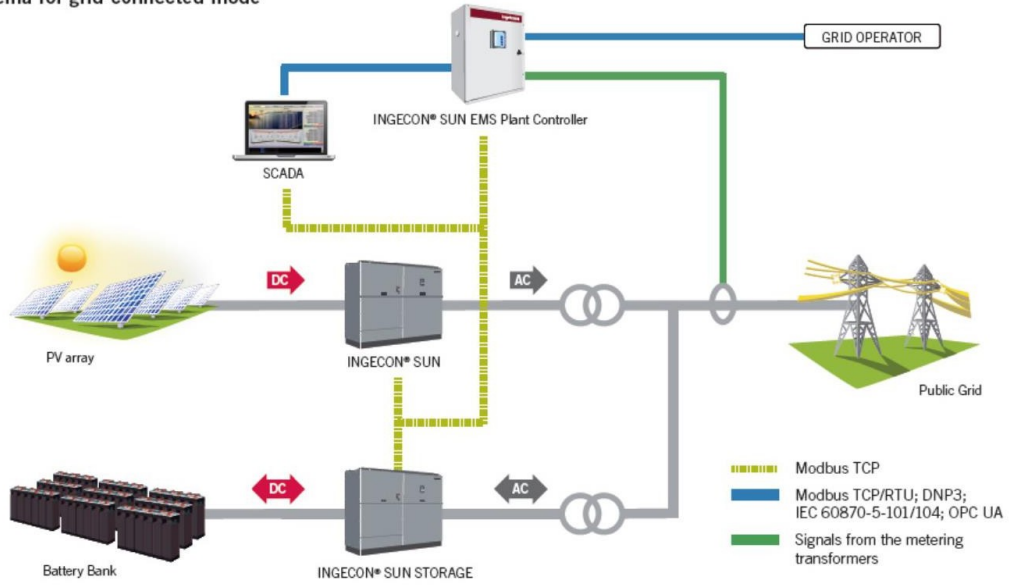 GRID OPERATOR
INGECON® SUN EMS Plant Controller
SCADA
DC
AC
INGECON® SUN
PV array
Public Grid
DC
AC
Modbus TCP
Modbus TCP/RTU; DNP3;
IEC 60870-5-101/104; OPC UA
Signals from the metering
transformers
Battery Bank
INGECON® SUN STORAGE